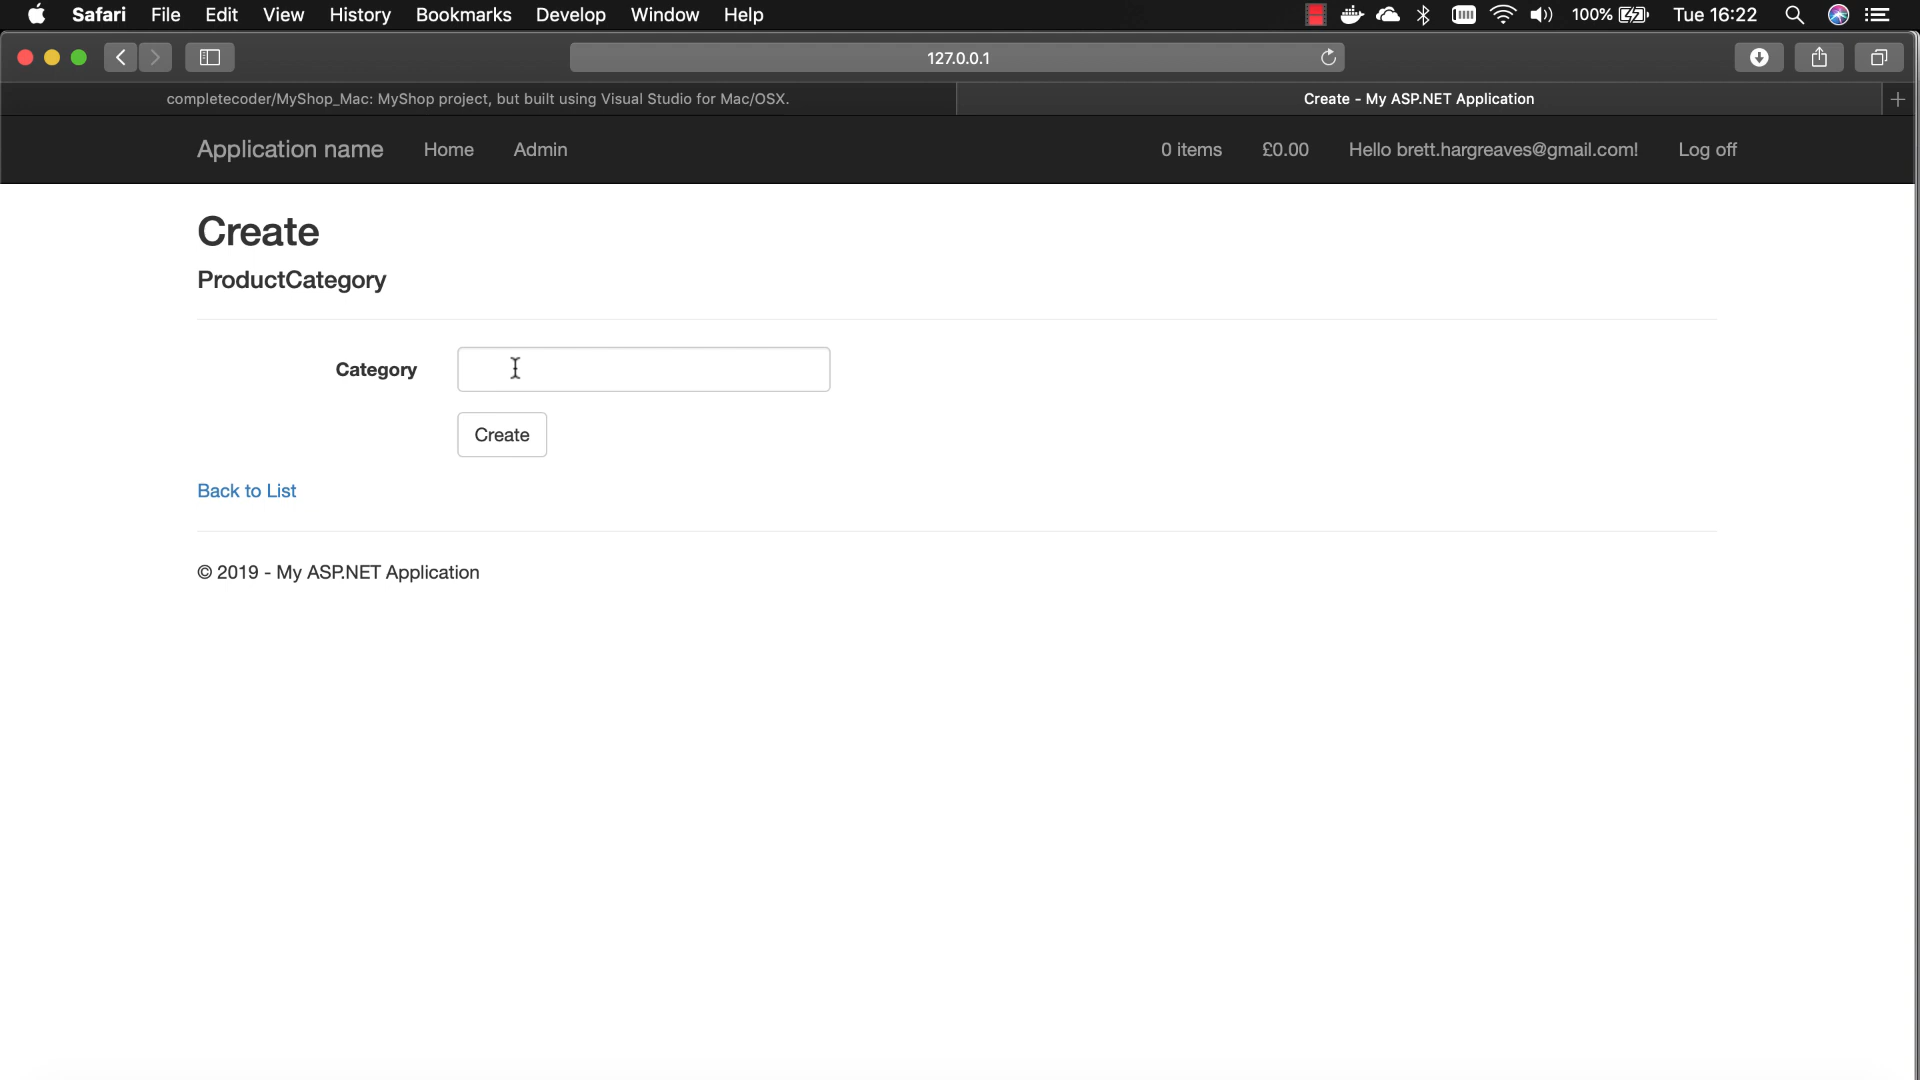 Safari File Edit View History Bookmarks Develop Window Help 100% Tue 16:22
127.0.0.1
completecoder/MyShop_Mac: MyShop project, but built using Visual Studio for Mac/OSX. Create - My ASP.NET Application
Application name Home Admin 0 items £0.00 Hello brett.hargreaves@gmail.com! Log off
Create
ProductCategory
Category
Create
Back to List
© 2019 - My ASP.NET Application